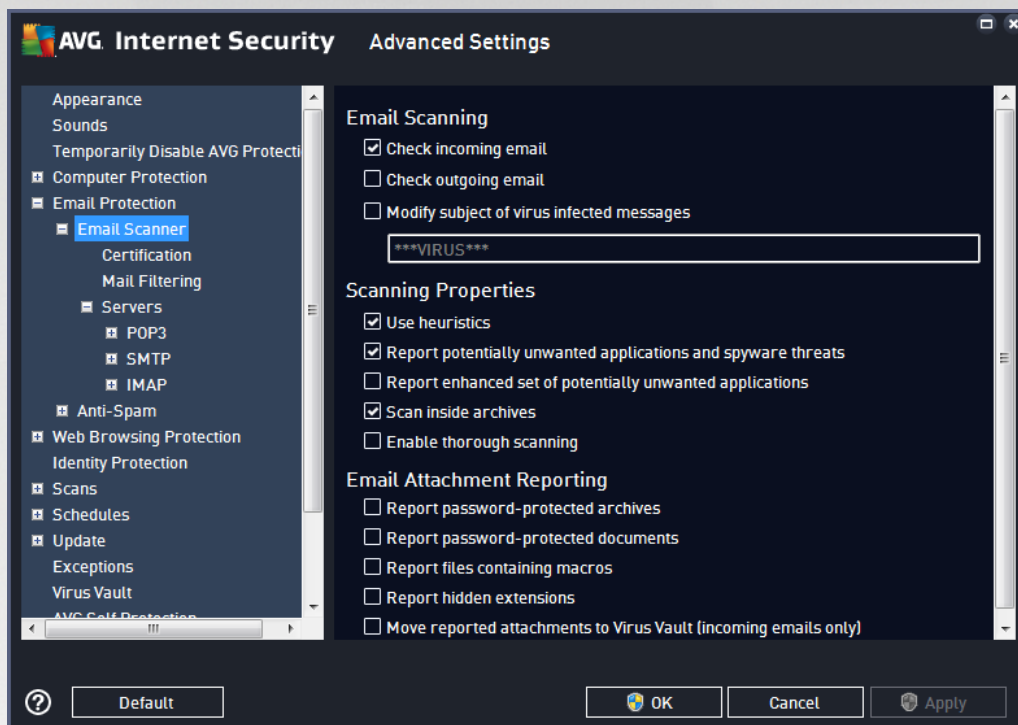 AVG. Internet Security Advanced Settings
Appearance
Sounds
Temporarily Disable AVG Protecti
Computer Protection
Email Protection
Email Scanner
Certification
Mail Filtering
Servers
POP3
SMTP
IMAP
Anti-Spam
Web Browsing Protection
Identity Protection
Scans
Schedules
Update
Exceptions
Virus Vault
AVG Self Protection
Email Scanning
Check incoming email
Check outgoing email
Modify subject of virus infected messages
***VIRUS***
Scanning Properties
Use heuristics
Report potentially unwanted applications and spyware threats
Report enhanced set of potentially unwanted applications
Scan inside archives
Enable thorough scanning
Email Attachment Reporting
Report password-protected archives
Report password-protected documents
Report files containing macros
Report hidden extensions
Move reported attachments to Virus Vault (incoming emails only)
? Default OK Cancel Apply